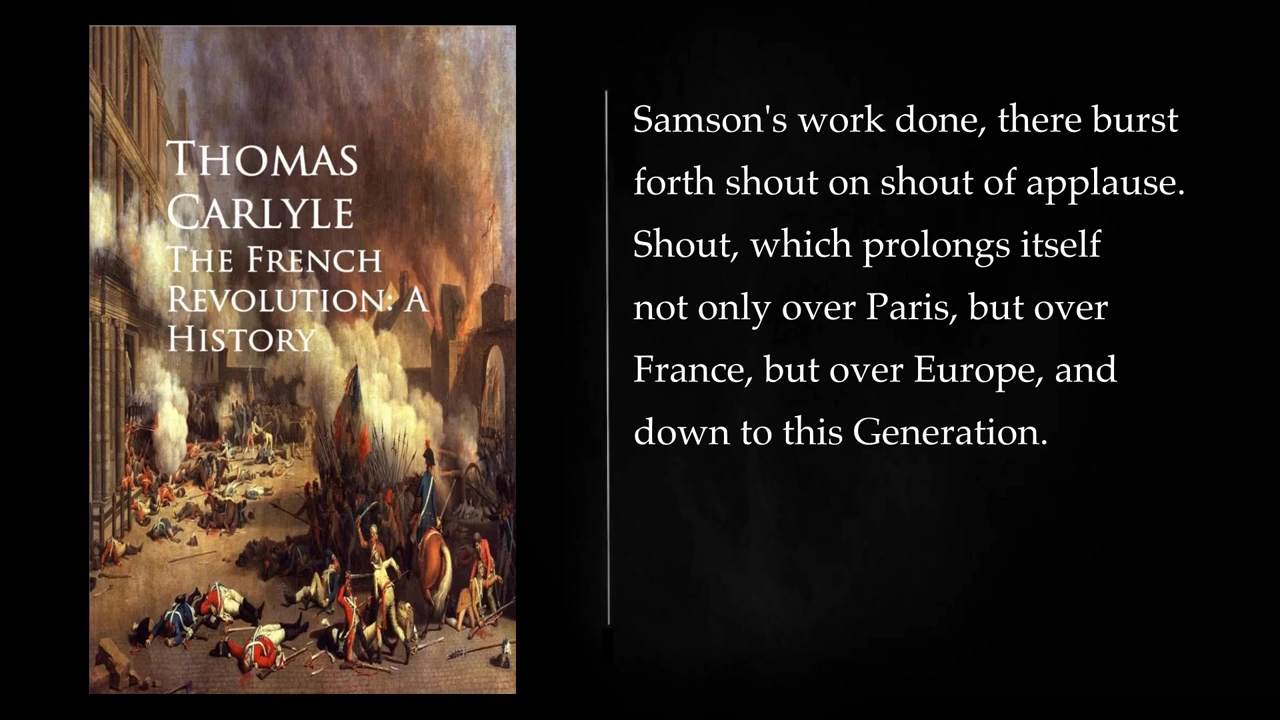 THOMAS
CARLYLE
THE FRENCH
REVOLUTION: A
HISTORY
Samson's work done, there burst
forth shout on shout of applause.
Shout, which prolongs itself
not only over Paris, but over
France, but over Europe, and
down to this Generation.